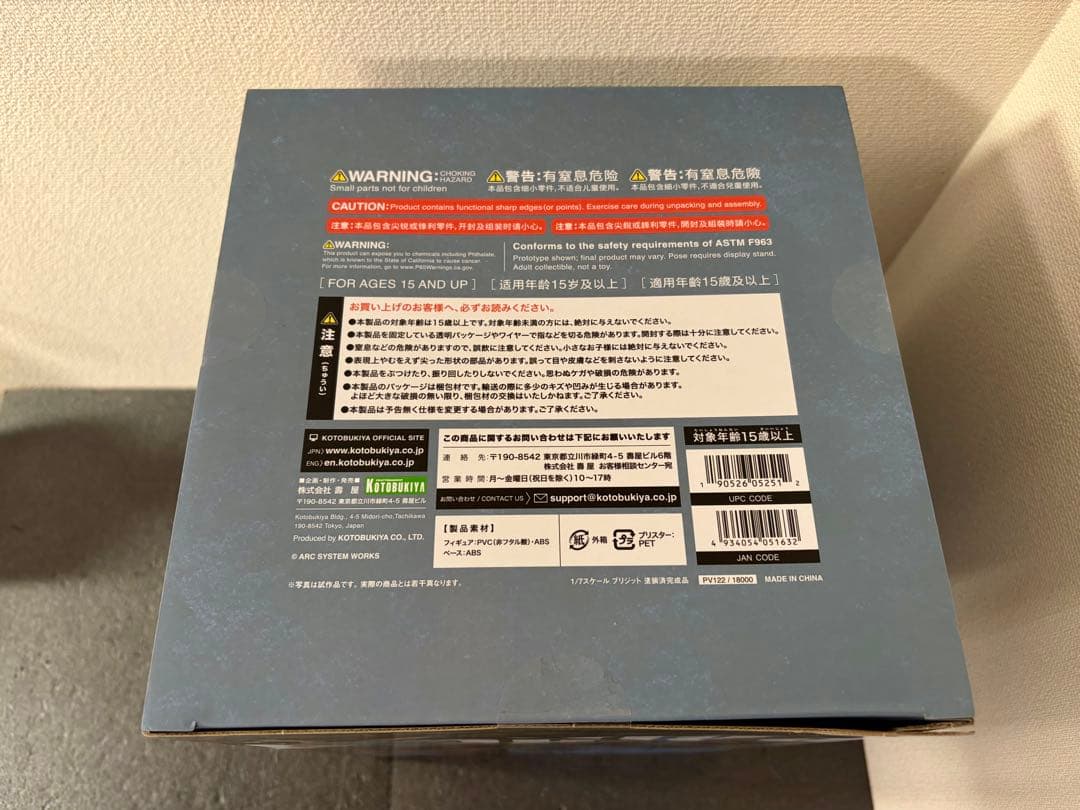 WARNING: CHOKING HAZARD
Small parts not for children
警告:有窒息危险
本品包含细小零件,不适合儿童使用。
警告:有窒息危險
本品包含細小零件,不適合兒童使用。
CAUTION: Product contains functional sharp edges(or points). Exercise care during unpacking and assembly.
注意:本品包含尖锐或锋利零件,开封及组装时请小心。
注意:本品包含尖銳或鋒利零件,開封及組裝時請小心。
WARNING:
This product can expose you to chemicals including Phthalate,
which is known to the State of California to cause cancer.
For more information, go to www.P65Warnings.ca.gov.
Conforms to the safety requirements of ASTM F963
Prototype shown; final product may vary. Pose requires display stand.
Adult collectible, not a toy.
[FOR AGES 15 AND UP] [适用年龄15岁及以上] [適用年齡15歲及以上]
注意(ちゅうい)
お買い上げのお客様へ、必ずお読みください。
●本製品の対象年齢は15歳以上です。対象年齢未満の方には、絶対に与えないでください。
●本製品を固定している透明パッケージやワイヤーで指などを切る危険があります。開封する際は十分に注意してください。
●窒息などの危険がありますので、誤飲に注意してください。小さなお子様には絶対に与えないでください。
●表現上やむをえず尖った形状の部品があります。誤って目や皮膚などを刺さないように注意してください。
●本製品をぶつけたり、振り回したりしないでください。思わぬケガや破損の危険があります。
●本製品のパッケージは梱包材です。輸送の際に多少のキズや凹みが生じる場合があります。
よほど大きな破損の無い限り、梱包材の交換はいたしかねます。ご了承ください。
●本製品は予告無く仕様を変更する場合があります。ご了承ください。
KOTOBUKIYA OFFICIAL SITE
JPN) www.kotobukiya.co.jp
ENG) en.kotobukiya.co.jp
■企画・制作・発売■
株式会社 壽 屋
KOTOBUKIYA
〒190-8542 東京都立川市緑町4-5 壽屋ビル
Kotobukiya Bldg., 4-5 Midori-cho, Tachikawa
190-8542 Tokyo, Japan
Produced by KOTOBUKIYA CO., LTD.
© ARC SYSTEM WORKS
この商品に関するお問い合わせは下記にお願いいたします
連絡先:〒190-8542 東京都立川市緑町4-5 壽屋ビル6階
株式会社 壽屋 お客様相談センター宛
営業時間:月〜金曜日(祝日を除く)10〜17時
お問い合わせ / CONTACT US support@kotobukiya.co.jp
【製品素材】
フィギュア:PVC(非フタル酸)・ABS
ベース:ABS
紙 外箱
プラ ブリスター:
PET
たいしょうねんれい さいいじょう
対象年齢15歳以上
1 90526 05251 2
UPC CODE
4 934054 051632
JAN CODE
※写真は試作品です。実際の商品とは若干異なります。
1/7スケール ブリジット 塗装済完成品
PV122 / 18000
MADE IN CHINA